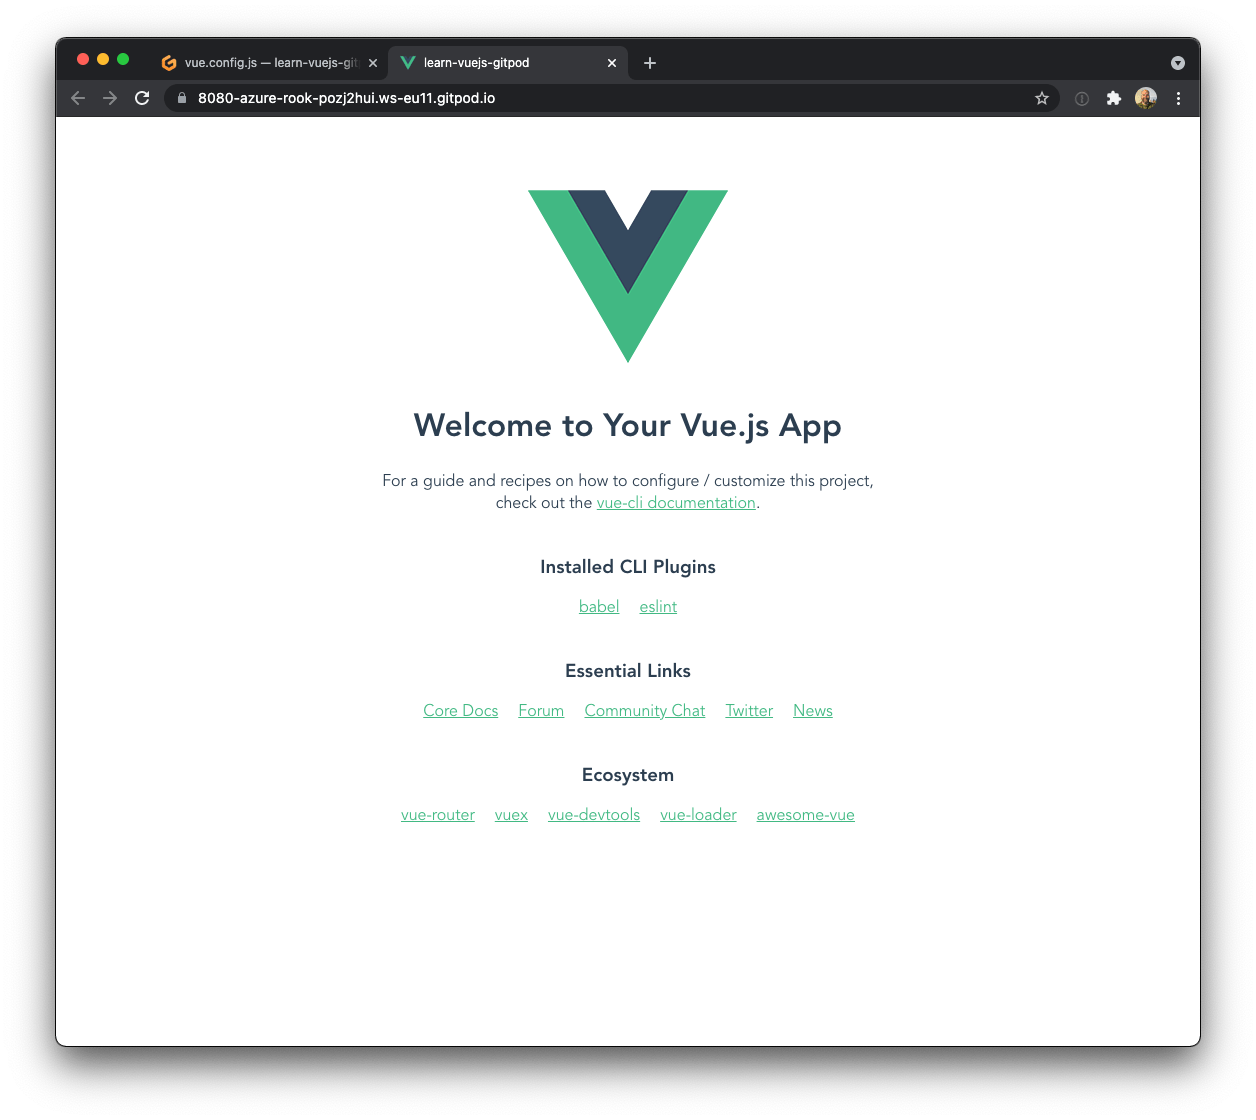 vue.config.js — learn-vuejs-git
learn-vuejs-gitpod
8080-azure-rook-pozj2hui.ws-eu11.gitpod.io
Welcome to Your Vue.js App
For a guide and recipes on how to configure / customize this project,
check out the vue-cli documentation.
Installed CLI Plugins
babel eslint
Essential Links
Core Docs Forum Community Chat Twitter News
Ecosystem
vue-router vuex vue-devtools vue-loader awesome-vue